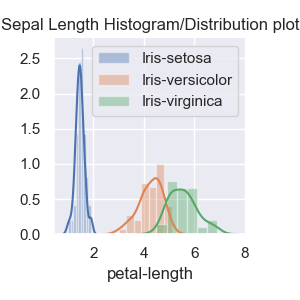 Sepal Length Histogram/Distribution plot
Iris-setosa
Iris-versicolor
Iris-virginica
2.5
2.0
1.5
1.0
0.5
0.0
2 4 6 8
petal-length